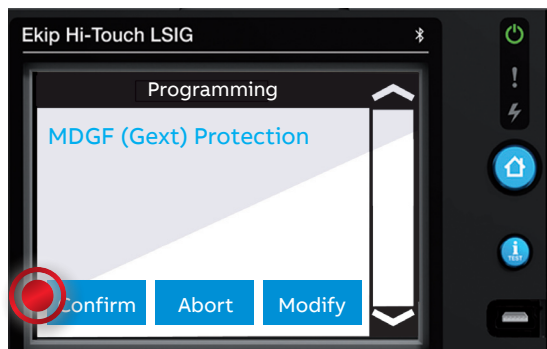 Ekip Hi-Touch LSIG
Programming
MDGF (Gext) Protection
Confirm Abort Modify
i
TEST